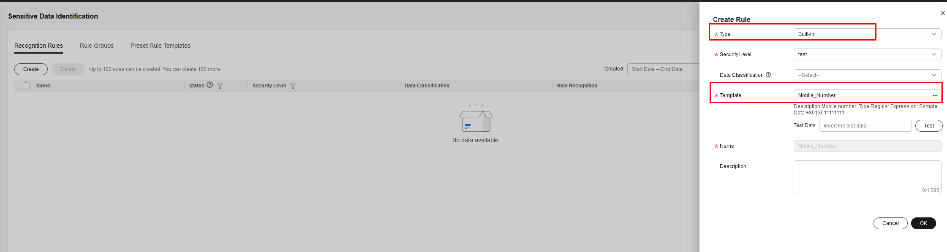 Sensitive Data Identification
Recognition Rules
Rule Groups
Preset Rule Templates
Create
Delete
Up to 100 rules can be created. You can create 100 more.
Created
Start Date — End Date
Name
Status
Security Level
Data Classification
Rule Recognition
No data available.
Create Rule
* Type
Built-in
* Security Level
test
Data Classification
--Select--
* Template
Mobile_Number
Description:Mobile number; Type:Regular Expression; Sample
Test Data
Insert the test data
Test
* Name
Mobile_Number
Description
Cancel
OK